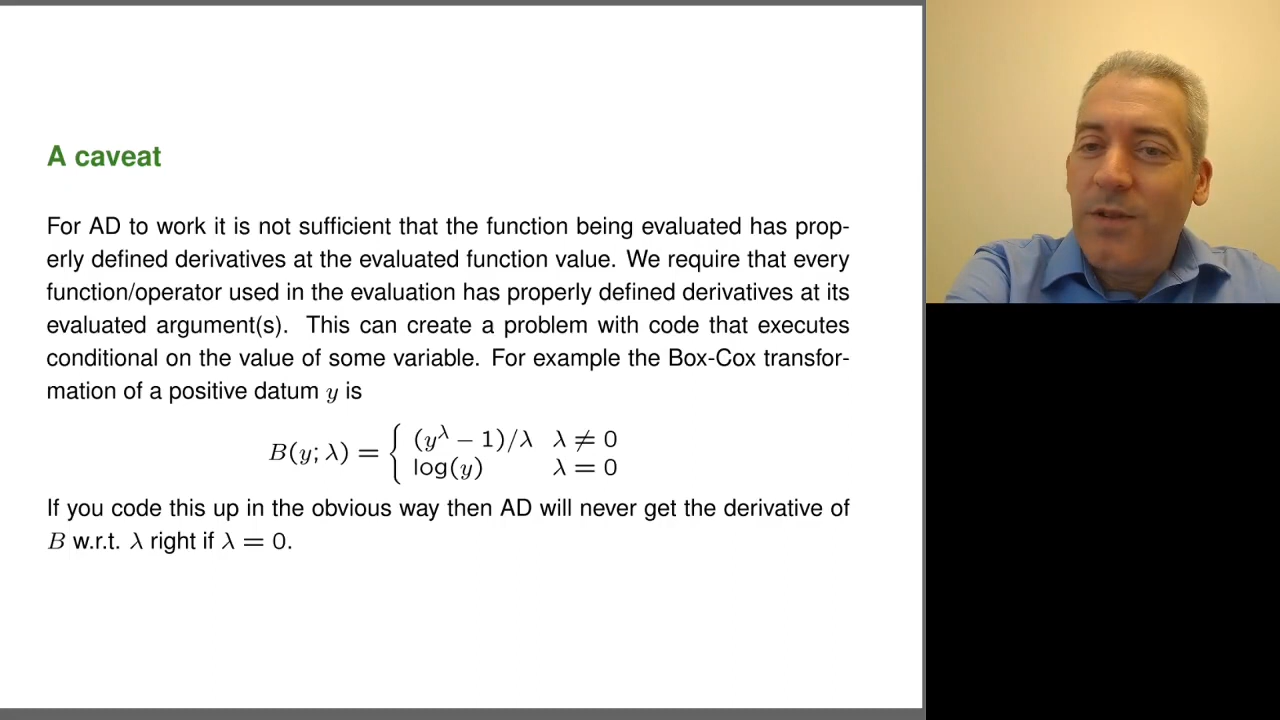 A caveat
For AD to work it is not sufficient that the function being evaluated has prop-
erly defined derivatives at the evaluated function value. We require that every
function/operator used in the evaluation has properly defined derivatives at its
evaluated argument(s). This can create a problem with code that executes
conditional on the value of some variable. For example the Box-Cox transfor-
mation of a positive datum y is
B(y; λ) = { (y^λ − 1)/λ λ ≠ 0
log(y) λ = 0
If you code this up in the obvious way then AD will never get the derivative of
B w.r.t. λ right if λ = 0.